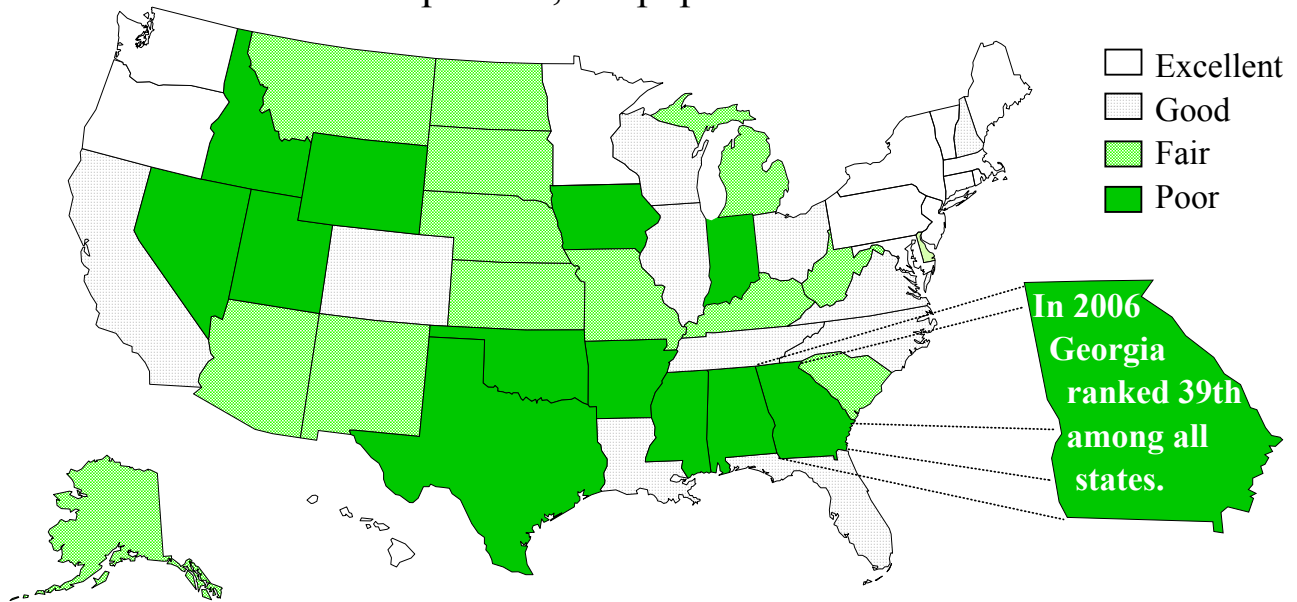 Excellent
Good
Fair
Poor
In 2006
Georgia
ranked 39th
among all
states.